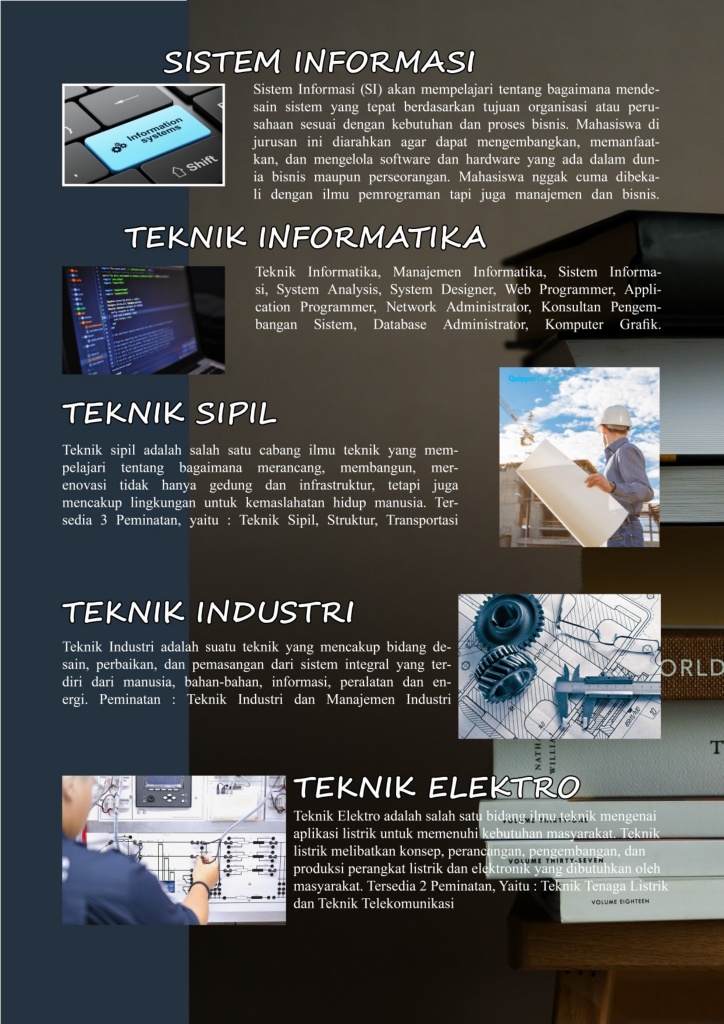 SISTEM INFORMASI
Sistem Informasi (SI) akan mempelajari tentang bagaimana mende-
sain sistem yang tepat berdasarkan tujuan organisasi atau peru-
sahaan sesuai dengan kebutuhan dan proses bisnis. Mahasiswa di
jurusan ini diarahkan agar dapat mengembangkan, memanfaat-
kan, dan mengelola software dan hardware yang ada dalam dun-
ia bisnis maupun perseorangan. Mahasiswa nggak cuma dibeka-
li dengan ilmu pemrograman tapi juga manajemen dan bisnis.
Information
systems
Shift
TEKNIK INFORMATIKA
Teknik Informatika, Manajemen Informatika, Sistem Informa-
si, System Analysis, System Designer, Web Programmer, Appli-
cation Programmer, Network Administrator, Konsultan Pengem-
bangan Sistem, Database Administrator, Komputer Grafik.
TEKNIK SIPIL
Teknik sipil adalah salah satu cabang ilmu teknik yang mem-
pelajari tentang bagaimana merancang, membangun, mer-
enovasi tidak hanya gedung dan infrastruktur, tetapi juga
mencakup lingkungan untuk kemaslahatan hidup manusia. Ter-
sedia 3 Peminatan, yaitu : Teknik Sipil, Struktur, Transportasi
TEKNIK INDUSTRI
Teknik Industri adalah suatu teknik yang mencakup bidang de-
sain, perbaikan, dan pemasangan dari sistem integral yang ter-
diri dari manusia, bahan-bahan, informasi, peralatan dan en-
ergi. Peminatan : Teknik Industri dan Manajemen Industri
ORLD
TEKNIK ELEKTRO
Teknik Elektro adalah salah satu bidang ilmu teknik mengenai
aplikasi listrik untuk memenuhi kebutuhan masyarakat. Teknik
listrik melibatkan konsep, perancangan, pengembangan, dan
produksi perangkat listrik dan elektronik yang dibutuhkan oleh
masyarakat. Tersedia 2 Peminatan, Yaitu : Teknik Tenaga Listrik
dan Teknik Telekomunikasi
VOLUME THIRTY-SEVEN
VOLUME EIGHTEEN